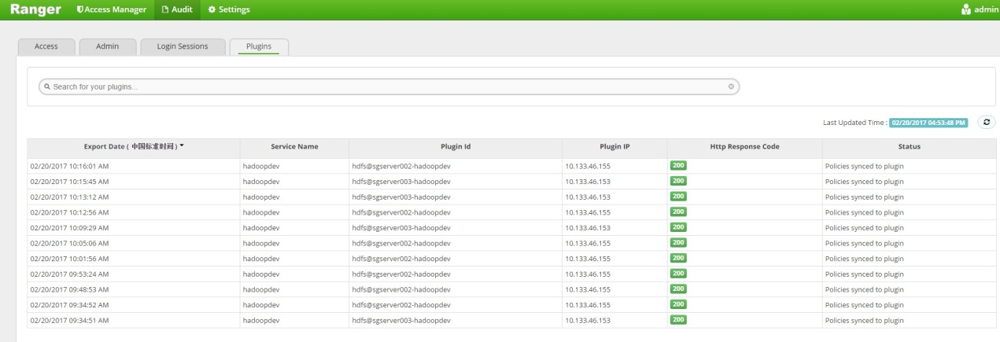 Ranger Access Manager Audit Settings admin
Access Admin Login Sessions Plugins
Search for your plugins...
Last Updated Time : 02/20/2017 04:53:48 PM
Export Date ( 中国标准时间 ) Service Name Plugin Id Plugin IP Http Response Code Status
02/20/2017 10:16:01 AM hadoopdev hdfs@sgserver002-hadoopdev 10.133.46.155 200 Policies synced to plugin
02/20/2017 10:15:45 AM hadoopdev hdfs@sgserver003-hadoopdev 10.133.46.153 200 Policies synced to plugin
02/20/2017 10:13:12 AM hadoopdev hdfs@sgserver003-hadoopdev 10.133.46.153 200 Policies synced to plugin
02/20/2017 10:12:56 AM hadoopdev hdfs@sgserver002-hadoopdev 10.133.46.155 200 Policies synced to plugin
02/20/2017 10:09:29 AM hadoopdev hdfs@sgserver003-hadoopdev 10.133.46.153 200 Policies synced to plugin
02/20/2017 10:05:06 AM hadoopdev hdfs@sgserver002-hadoopdev 10.133.46.155 200 Policies synced to plugin
02/20/2017 10:01:56 AM hadoopdev hdfs@sgserver002-hadoopdev 10.133.46.155 200 Policies synced to plugin
02/20/2017 09:53:24 AM hadoopdev hdfs@sgserver002-hadoopdev 10.133.46.155 200 Policies synced to plugin
02/20/2017 09:48:53 AM hadoopdev hdfs@sgserver002-hadoopdev 10.133.46.155 200 Policies synced to plugin
02/20/2017 09:34:52 AM hadoopdev hdfs@sgserver002-hadoopdev 10.133.46.155 200 Policies synced to plugin
02/20/2017 09:34:51 AM hadoopdev hdfs@sgserver003-hadoopdev 10.133.46.153 200 Policies synced to plugin